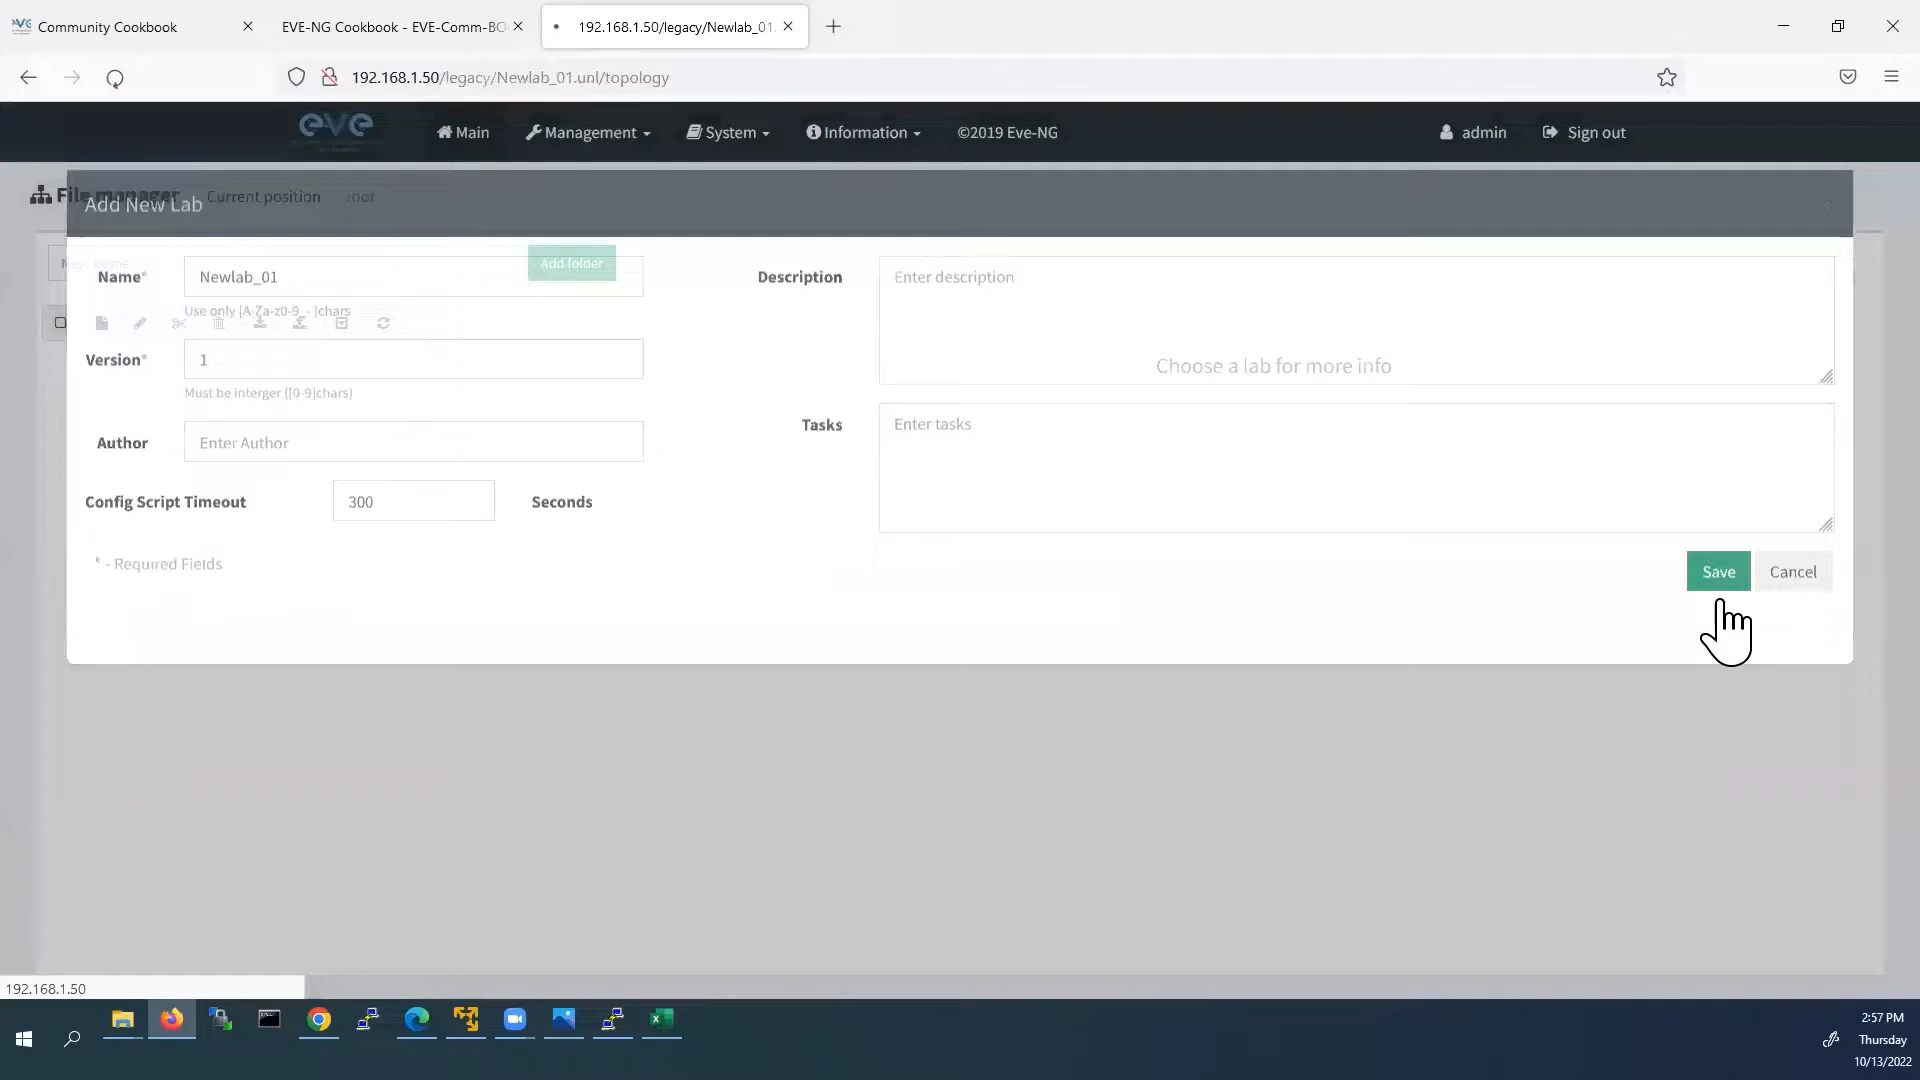 Community Cookbook
EVE-NG Cookbook - EVE-Comm-BO
192.168.1.50/legacy/Newlab_01.
192.168.1.50/legacy/Newlab_01.unl/topology
eve
Main
Management
System
Information
©2019 Eve-NG
admin
Sign out
File manager
Current position
root
Add New Lab
Add folder
Name*
Newlab_01
Use only [A-Za-z0-9_- ]chars
Version*
1
Must be interger ([0-9]chars)
Author
Enter Author
Config Script Timeout
300
Seconds
* - Required Fields
Description
Enter description
Choose a lab for more info
Tasks
Enter tasks
Save
Cancel
192.168.1.50
2:57 PM
Thursday
10/13/2022